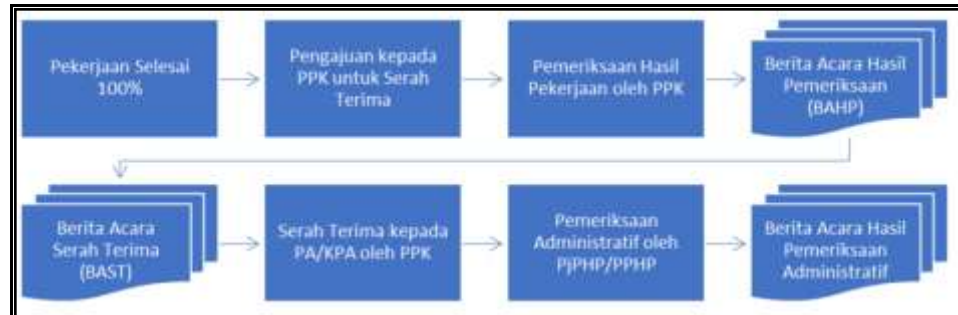 Pekerjaan Selesai
100%
Pengajuan kepada
PPK untuk Serah
Terima
Pemeriksaan Hasil
Pekerjaan oleh PPK
Berita Acara Hasil
Pemeriksaan
(BAHP)
Berita Acara
Serah Terima
(BAST)
Serah Terima kepada
PA/KPA oleh PPK
Pemeriksaan
Administratif oleh
PjPHP/PPHP
Berita Acara Hasil
Pemeriksaan
Administratif